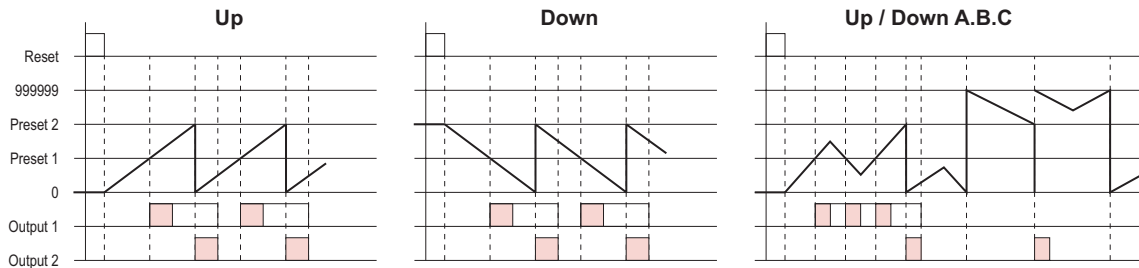 Up
Down
Up / Down A.B.C
Reset
999999
Preset 2
Preset 1
0
Output 1
Output 2